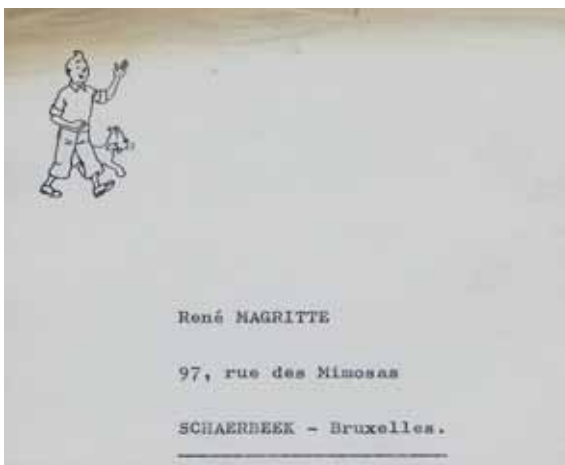 René MAGRITTE
97, rue des Mimosas
SCHAERBEEK - Bruxelles.